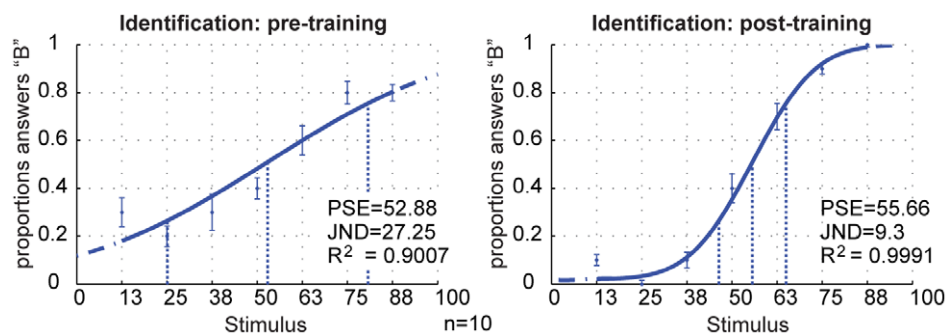 Identification: pre-training
proportions answers “B”
1
0.8
0.6
0.4
0.2
0
PSE=52.88
JND=27.25
R² = 0.9007
0 13 25 38 50 63 75 88 100
Stimulus
n=10
Identification: post-training
proportions answers “B”
1
0.8
0.6
0.4
0.2
0
PSE=55.66
JND=9.3
R² = 0.9991
0 13 25 38 50 63 75 88 100
Stimulus